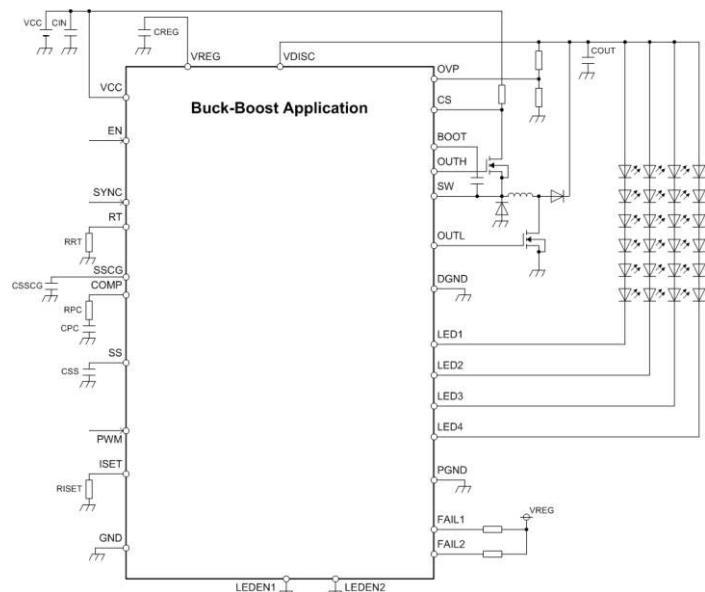 VCC
CIN
CREG
VREG
VDISC
COUT
OVP
VCC
CS
Buck-Boost Application
EN
BOOT
OUTH
SYNC
SW
RT
RRT
OUTL
SSCG
CSSCG
COMP
DGND
RPC
CPC
LED1
SS
CSS
LED2
LED3
PWM
LED4
ISET
RISET
PGND
VREG
FAIL1
GND
FAIL2
LEDEN1
LEDEN2